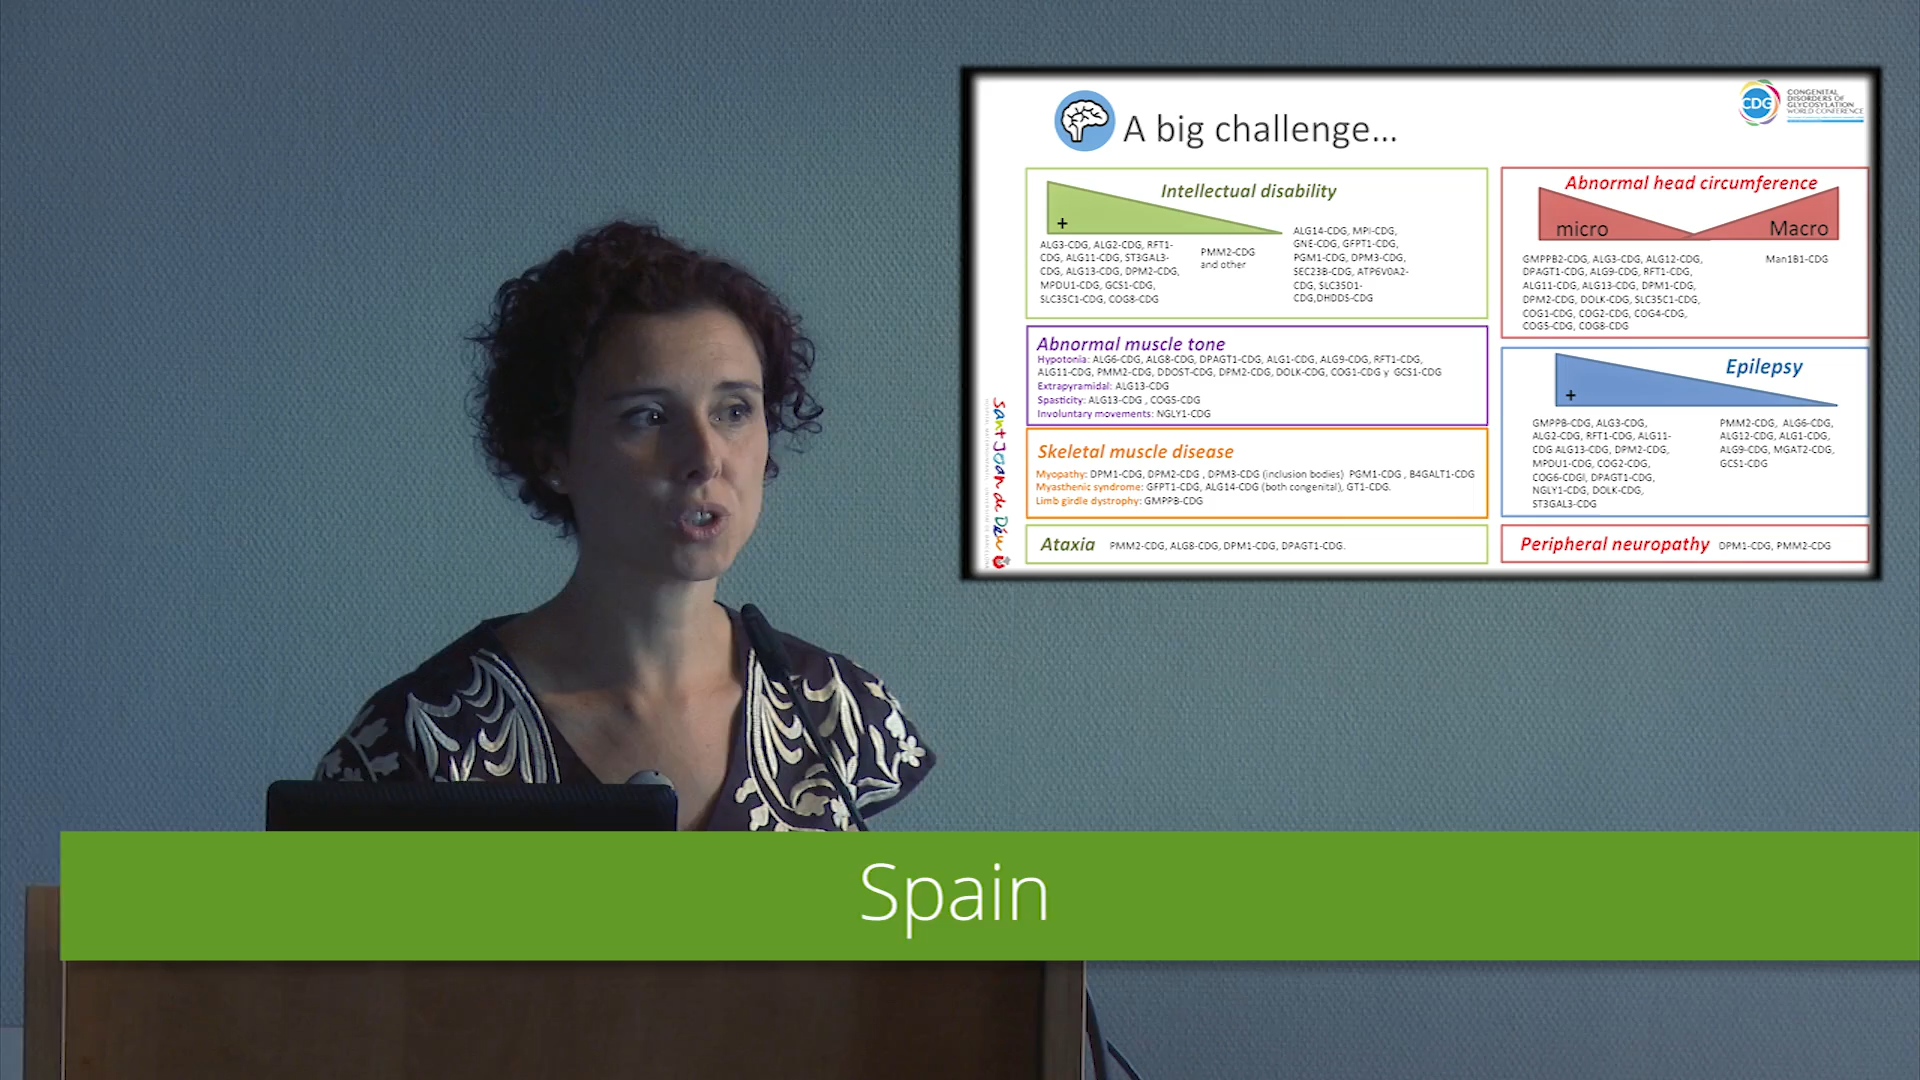 A big challenge...
CDG
CONGENITAL
DISORDERS OF
GLYCOSYLATION
WORLD CONFERENCE
Intellectual disability
+
ALG3-CDG, ALG2-CDG, RFT1-
CDG, ALG11-CDG, ST3GAL3-
CDG, ALG13-CDG, DPM2-CDG,
MPDU1-CDG, GCS1-CDG,
SLC35C1-CDG, COG8-CDG
PMM2-CDG
and other
ALG14-CDG, MPI-CDG,
GNE-CDG, GFPT1-CDG,
PGM1-CDG, DPM3-CDG,
SEC23B-CDG, ATP6V0A2-
CDG, SLC35D1-
CDG,DHDDS-CDG
Abnormal head circumference
micro
Macro
GMPPB2-CDG, ALG3-CDG, ALG12-CDG,
DPAGT1-CDG, ALG9-CDG, RFT1-CDG,
ALG11-CDG, ALG13-CDG, DPM1-CDG,
DPM2-CDG, DOLK-CDG, SLC35C1-CDG,
COG1-CDG, COG2-CDG, COG4-CDG,
COG5-CDG, COG8-CDG
Man1B1-CDG
Abnormal muscle tone
Hypotonia: ALG6-CDG, ALG8-CDG, DPAGT1-CDG, ALG1-CDG, ALG9-CDG, RFT1-CDG,
ALG11-CDG, PMM2-CDG, DDOST-CDG, DPM2-CDG, DOLK-CDG, COG1-CDG y GCS1-CDG
Extrapyramidal: ALG13-CDG
Spasticity: ALG13-CDG , COG5-CDG
Involuntary movements: NGLY1-CDG
Epilepsy
+
GMPPB-CDG, ALG3-CDG,
ALG2-CDG, RFT1-CDG, ALG11-
CDG ALG13-CDG, DPM2-CDG,
MPDU1-CDG, COG2-CDG,
COG6-CDGI, DPAGT1-CDG,
NGLY1-CDG, DOLK-CDG,
ST3GAL3-CDG
PMM2-CDG, ALG6-CDG,
ALG12-CDG, ALG1-CDG,
ALG9-CDG, MGAT2-CDG,
GCS1-CDG
Skeletal muscle disease
Myopathy: DPM1-CDG, DPM2-CDG , DPM3-CDG (inclusion bodies) PGM1-CDG , B4GALT1-CDG
Myasthenic syndrome: GFPT1-CDG, ALG14-CDG (both congenital), GT1-CDG.
Limb girdle dystrophy: GMPPB-CDG
Ataxia PMM2-CDG, ALG8-CDG, DPM1-CDG, DPAGT1-CDG.
Peripheral neuropathy DPM1-CDG, PMM2-CDG
Sant Joan de Déu
Spain